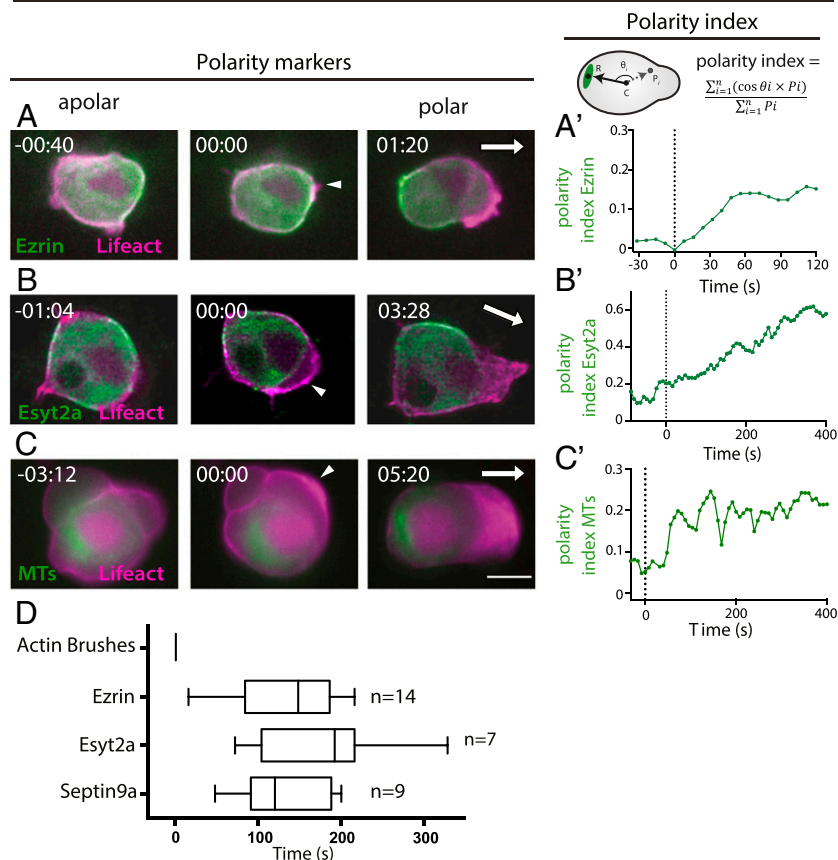 Polarity index
Polarity markers
R θi Pi C
polarity index =
∑ⁿᵢ₌₁(cos θi × Pi)
∑ⁿᵢ₌₁ Pi
apolar polar
A
-00:40 00:00 01:20
Ezrin Lifeact
A'
polarity index Ezrin
0.3
0.15
0
-30 0 30 60 90 120
Time (s)
B
-01:04 00:00 03:28
Esyt2a Lifeact
B'
polarity index Esyt2a
0.6
0.4
0.2
0
0 200 400
Time (s)
C
-03:12 00:00 05:20
MTs Lifeact
C'
polarity index MTs
0.3
0.2
0.1
0
0 200 400
Time (s)
D
Actin Brushes
Ezrin n=14
Esyt2a n=7
Septin9a n=9
0 100 200 300
Time (s)